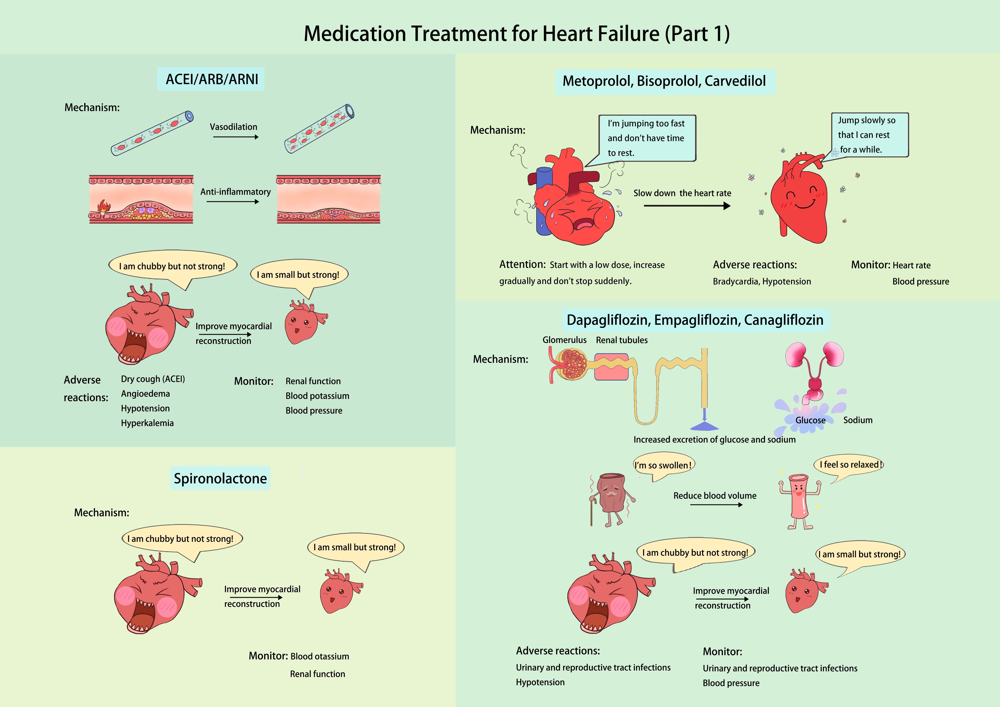 Medication Treatment for Heart Failure (Part 1)
ACEI/ARB/ARNI
Mechanism:
Vasodilation
Anti-inflammatory
I am chubby but not strong!
I am small but strong!
Improve myocardial
reconstruction
Adverse
reactions:
Dry cough (ACEI)
Angioedema
Hypotension
Hyperkalemia
Monitor:
Renal function
Blood potassium
Blood pressure
Spironolactone
Mechanism:
I am chubby but not strong!
I am small but strong!
Improve myocardial
reconstruction
Monitor: Blood otassium
Renal function
Metoprolol, Bisoprolol, Carvedilol
Mechanism:
I'm jumping too fast
and don't have time
to rest.
Slow down the heart rate
Jump slowly so
that I can rest
for a while.
Attention: Start with a low dose, increase
gradually and don't stop suddenly.
Adverse reactions:
Bradycardia, Hypotension
Monitor: Heart rate
Blood pressure
Dapagliflozin, Empagliflozin, Canagliflozin
Glomerulus
Renal tubules
Mechanism:
Glucose
Sodium
Increased excretion of glucose and sodium
I'm so swollen!
Reduce blood volume
I feel so relaxed!
I am chubby but not strong!
I am small but strong!
Improve myocardial
reconstruction
Adverse reactions:
Urinary and reproductive tract infections
Hypotension
Monitor:
Urinary and reproductive tract infections
Blood pressure